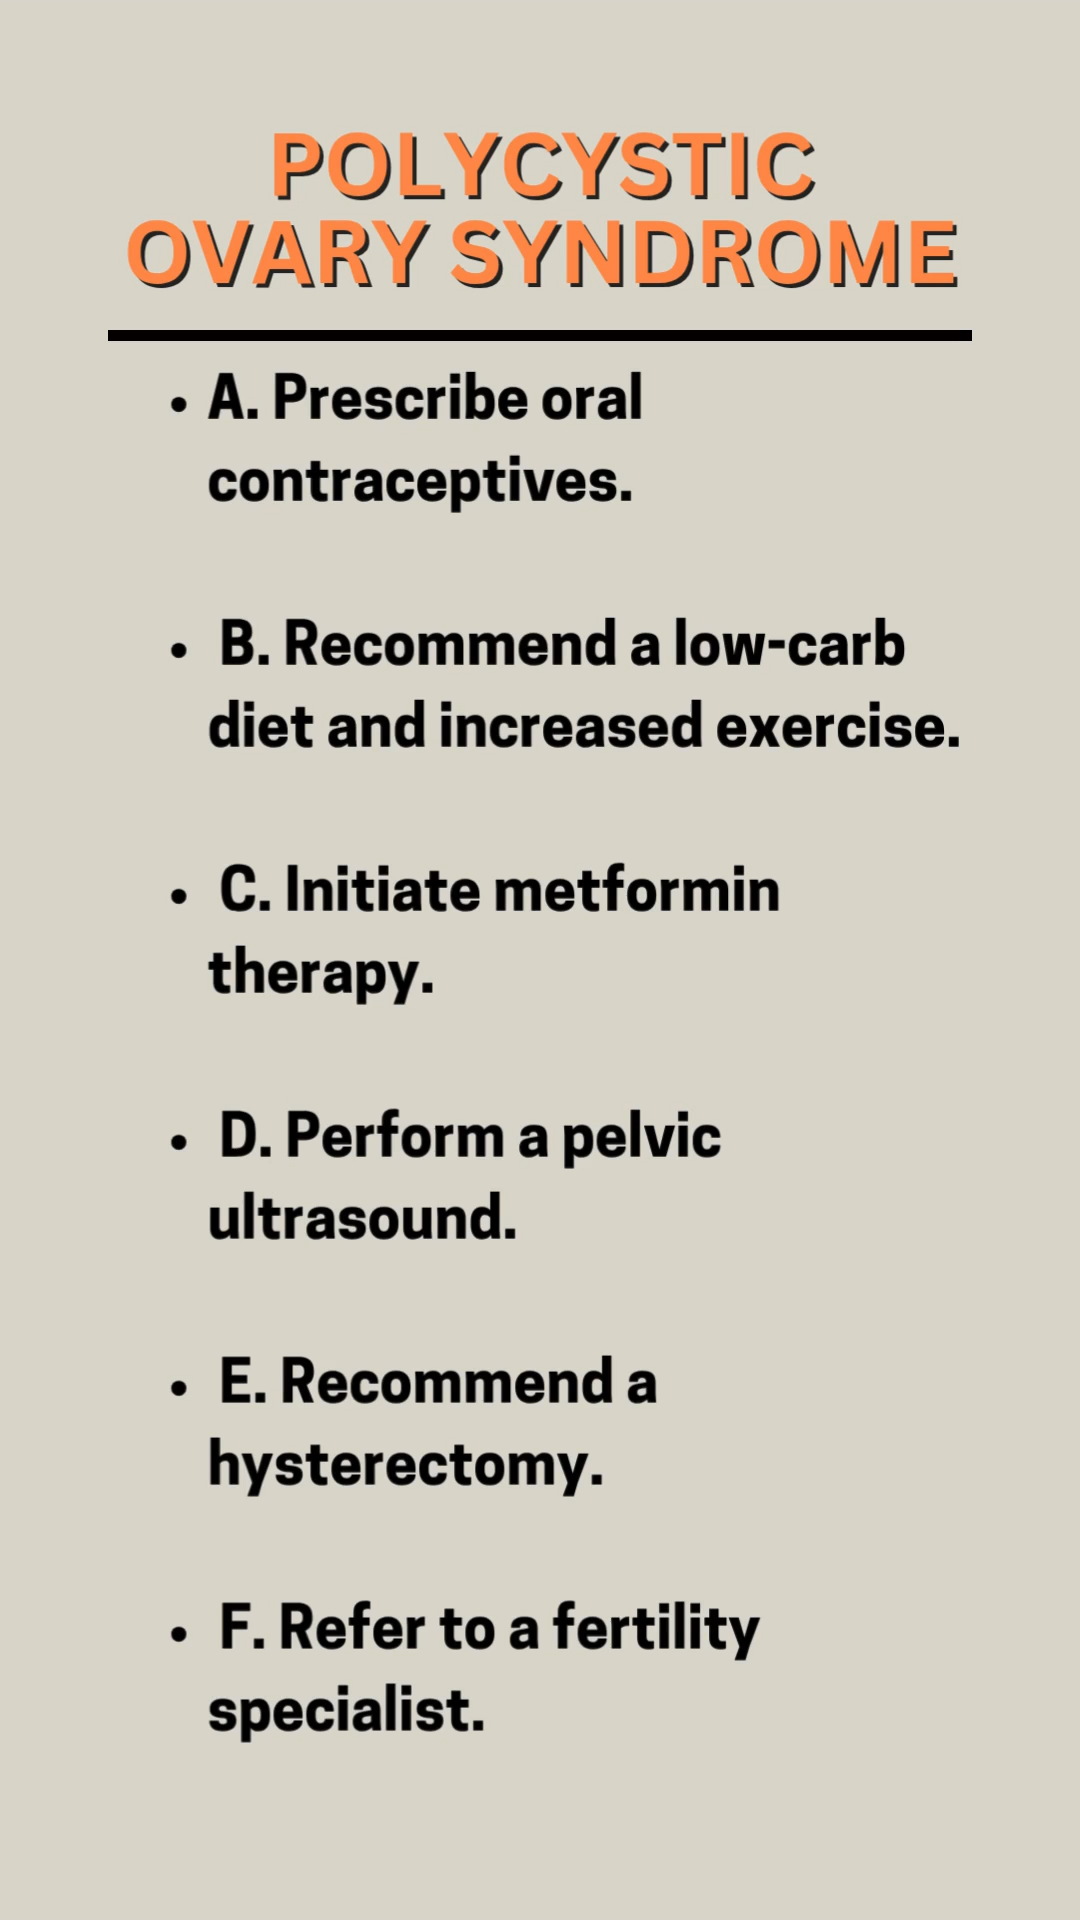 POLYCYSTIC
OVARY SYNDROME
• A. Prescribe oral
contraceptives.
• B. Recommend a low-carb
diet and increased exercise.
• C. Initiate metformin
therapy.
• D. Perform a pelvic
ultrasound.
• E. Recommend a
hysterectomy.
• F. Refer to a fertility
specialist.